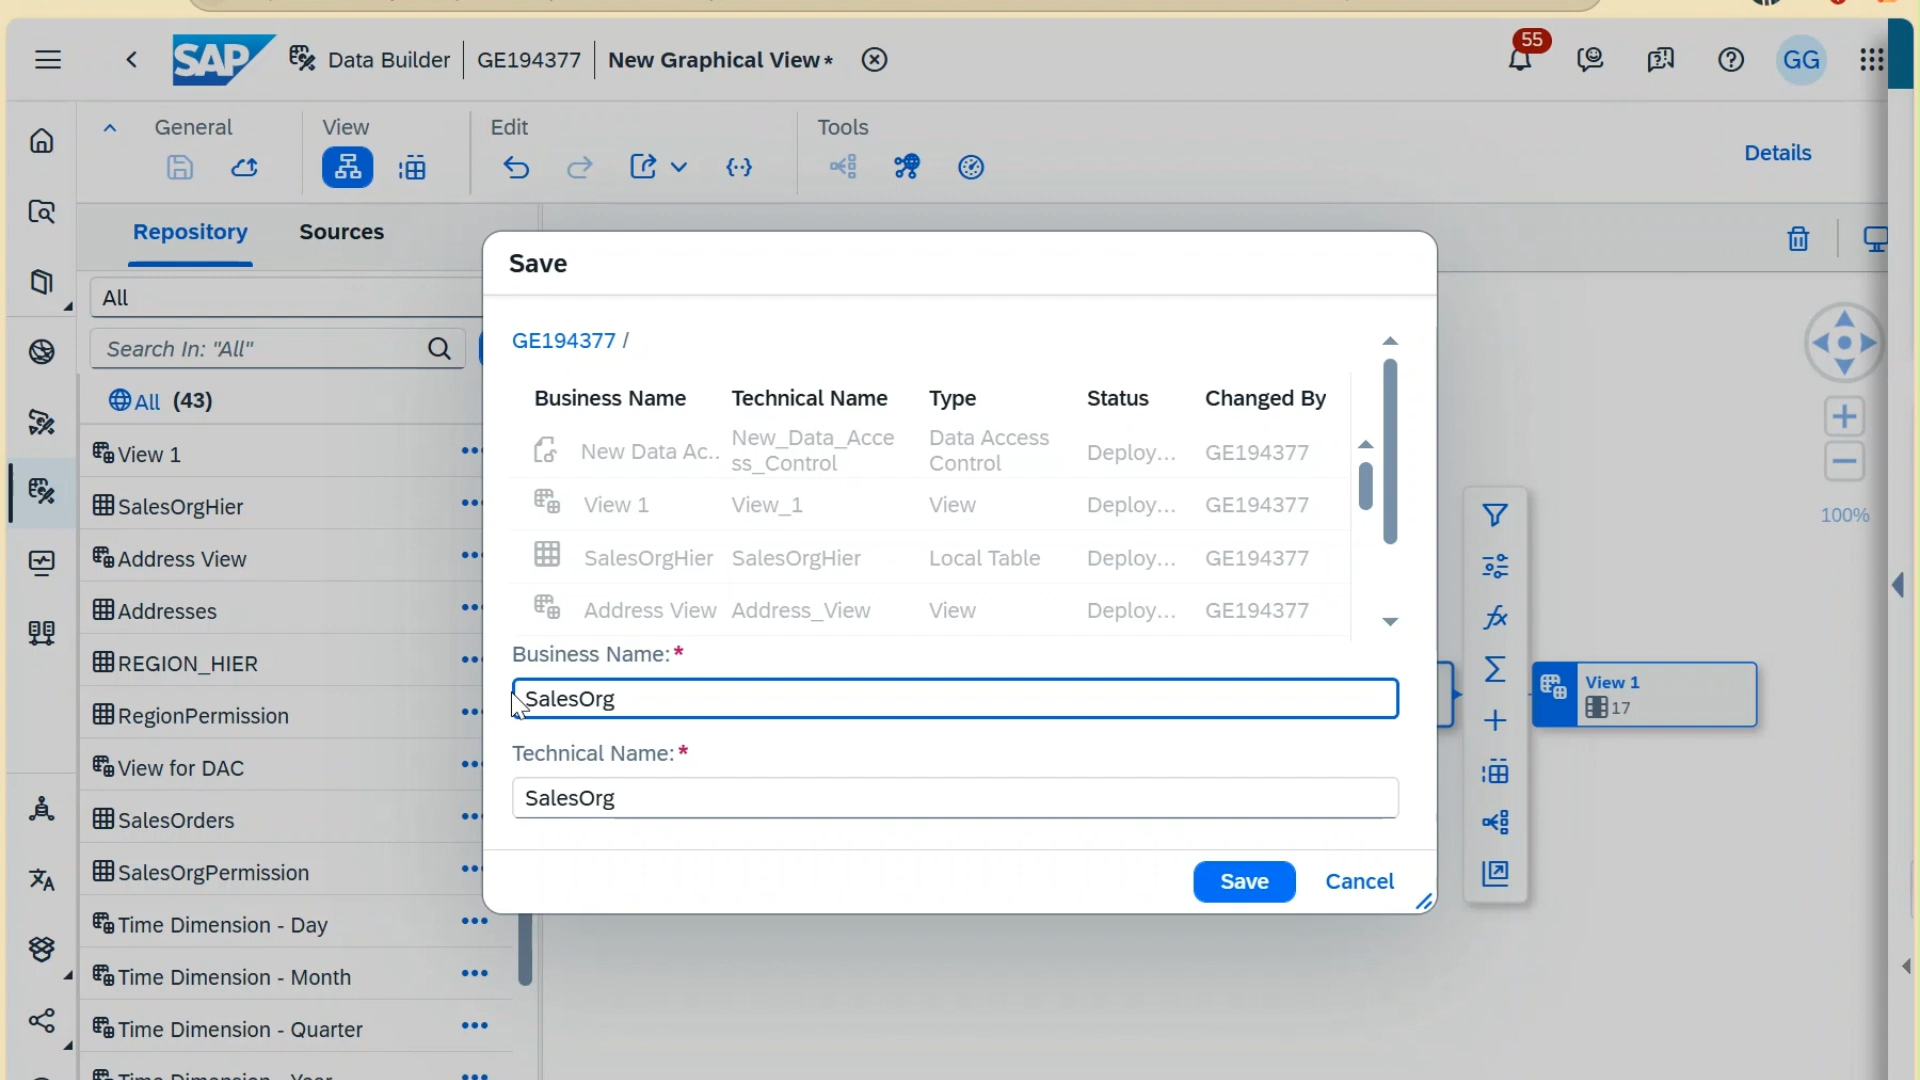 SAP Data Builder GE194377 New Graphical View* 55 GG
General View Edit Tools
Details
Repository Sources
All
Search In: "All"
All (43)
View 1
SalesOrgHier
Address View
Addresses
REGION_HIER
RegionPermission
View for DAC
SalesOrders
SalesOrgPermission
Time Dimension - Day
Time Dimension - Month
Time Dimension - Quarter
Time Dimension - Year
Save
GE194377 /
Business Name Technical Name Type Status Changed By
New Data Ac.. New_Data_Acce Data Access Deploy... GE194377
ss_Control Control
View 1 View_1 View Deploy... GE194377
SalesOrgHier SalesOrgHier Local Table Deploy... GE194377
Address View Address_View View Deploy... GE194377
Business Name:*
SalesOrg
Technical Name:*
SalesOrg
Save Cancel
100%
View 1
17